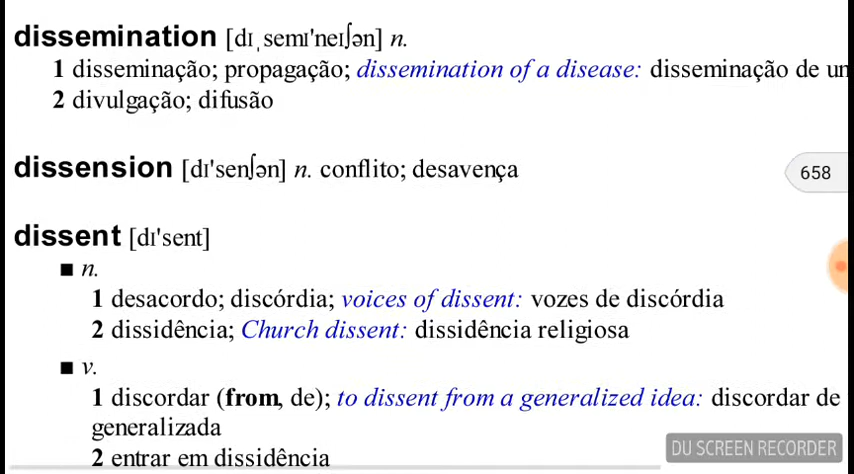 dissemination [dɪˌsemɪ'neɪʃən] n.
1 disseminação; propagação; dissemination of a disease: disseminação de
2 divulgação; difusão
dissension [dɪ'senʃən] n. conflito; desavença
658
dissent [dɪ'sent]
■ n.
1 desacordo; discórdia; voices of dissent: vozes de discórdia
2 dissidência; Church dissent: dissidência religiosa
■ v.
1 discordar (from, de); to dissent from a generalized idea: discordar de
generalizada
2 entrar em dissidência
DU SCREEN RECORDER